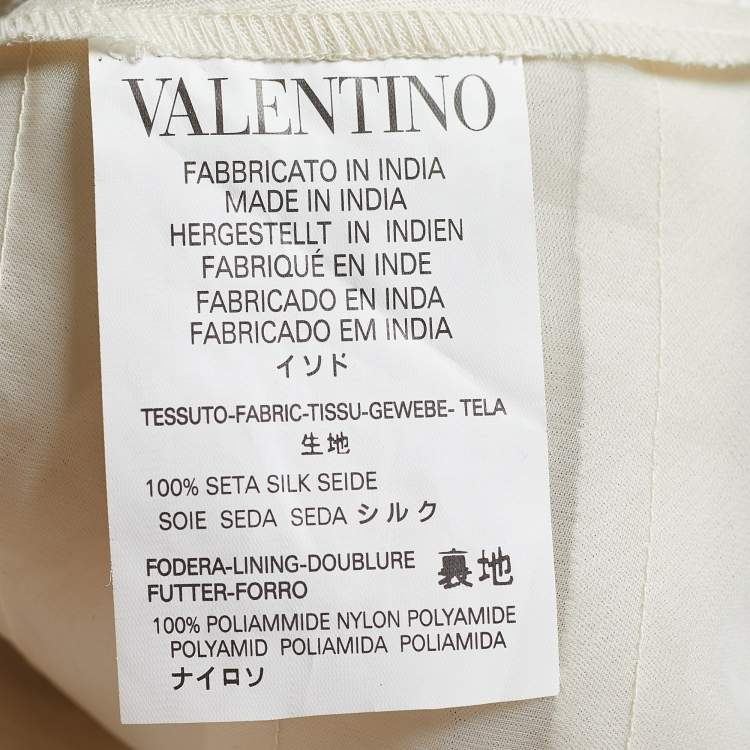 VALENTINO
FABBRICATO IN INDIA
MADE IN INDIA
HERGESTELLT IN INDIEN
FABRIQUÉ EN INDE
FABRICADO EN INDA
FABRICADO EM INDIA
イソド
TESSUTO-FABRIC-TISSU-GEWEBE- TELA
生地
100% SETA SILK SEIDE
SOIE SEDA SEDA シルク
FODERA-LINING-DOUBLURE 裏地
FUTTER-FORRO
100% POLIAMMIDE NYLON POLYAMIDE
POLYAMID POLIAMIDA POLIAMIDA
ナイロソ